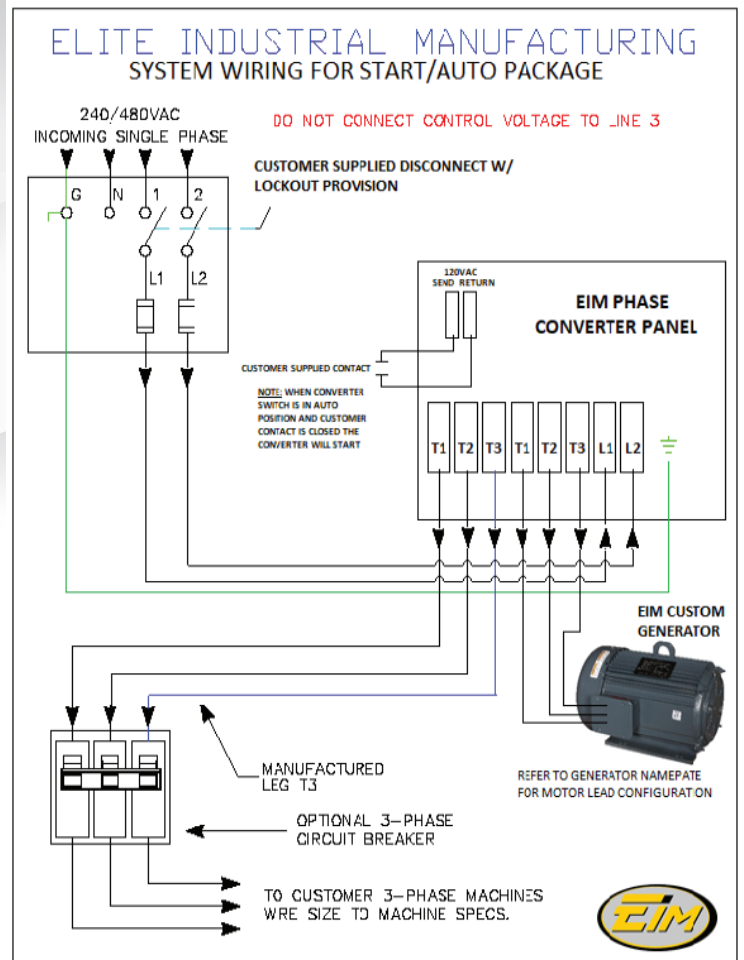 ELITE INDUSTRIAL MANUFACTURING
SYSTEM WIRING FOR START/AUTO PACKAGE
240/480VAC
INCOMING SINGLE PHASE
DO NOT CONNECT CONTROL VOLTAGE TO LINE 3
CUSTOMER SUPPLIED DISCONNECT W/
LOCKOUT PROVISION
G N 1 2
L1 L2
120VAC
SEND RETURN
EIM PHASE
CONVERTER PANEL
CUSTOMER SUPPLIED CONTACT
NOTE: WHEN CONVERTER
SWITCH IS IN AUTO
POSITION AND CUSTOMER
CONTACT IS CLOSED THE
CONVERTER WILL START
T1 T2 T3 T1 T2 T3 L1 L2
EIM CUSTOM
GENERATOR
MANUFACTURED
LEG T3
REFER TO GENERATOR NAMEPATE
FOR MOTOR LEAD CONFIGURATION
OPTIONAL 3-PHASE
CIRCUIT BREAKER
TO CUSTOMER 3-PHASE MACHINES
WRE SIZE TO MACHINE SPECS.
EIM